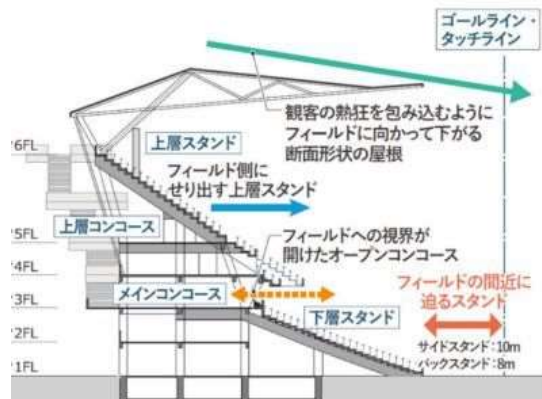 ゴールライン・
タッチライン
観客の熱狂を包み込むように
フィールドに向かって下がる
断面形状の屋根
上層スタンド
6FL
フィールド側に
せり出す上層スタンド
上層コンコース
フィールドへの視界が
開けたオープンコンコース
5FL
4FL
メインコンコース
フィールドの間近に
迫るスタンド
3FL
下層スタンド
サイドスタンド：10m
バックスタンド：8m
2FL
1FL